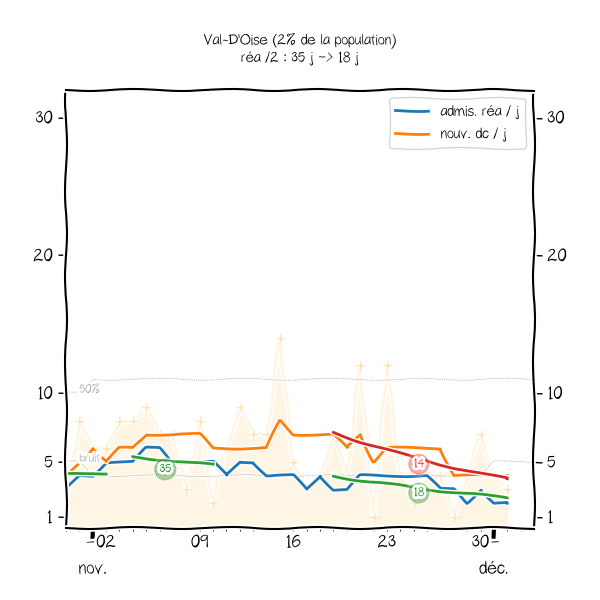 Val-D'Oise (2% de la population)
réa /2 : 35 j -> 18 j
admis. réa / j
nouv. dc / j
30
30
20
20
10
10
50%
5
5
bruit
35
14
18
1
1
02
09
16
23
30
nov.
déc.